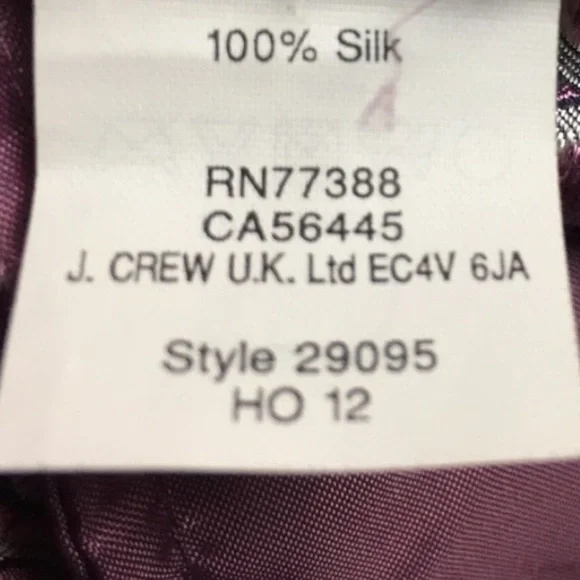 100% Silk
RN77388
CA56445
J. CREW U.K. Ltd EC4V 6JA
Style 29095
HO 12